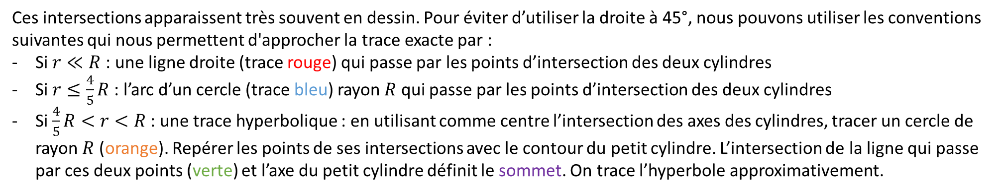 Ces intersections apparaissent très souvent en dessin. Pour éviter d’utiliser la droite à 45°, nous pouvons utiliser les conventions
suivantes qui nous permettent d'approcher la trace exacte par :
- Si 𝑟 ≪ 𝑅 : une ligne droite (trace rouge) qui passe par les points d’intersection des deux cylindres
- Si 𝑟 ≤ 4/5 𝑅 : l’arc d’un cercle (trace bleu) rayon 𝑅 qui passe par les points d’intersection des deux cylindres
- Si 4/5 𝑅 < 𝑟 < 𝑅 : une trace hyperbolique : en utilisant comme centre l’intersection des axes des cylindres, tracer un cercle de
rayon 𝑅 (orange). Repérer les points de ses intersections avec le contour du petit cylindre. L’intersection de la ligne qui passe
par ces deux points (verte) et l’axe du petit cylindre définit le sommet. On trace l’hyperbole approximativement.